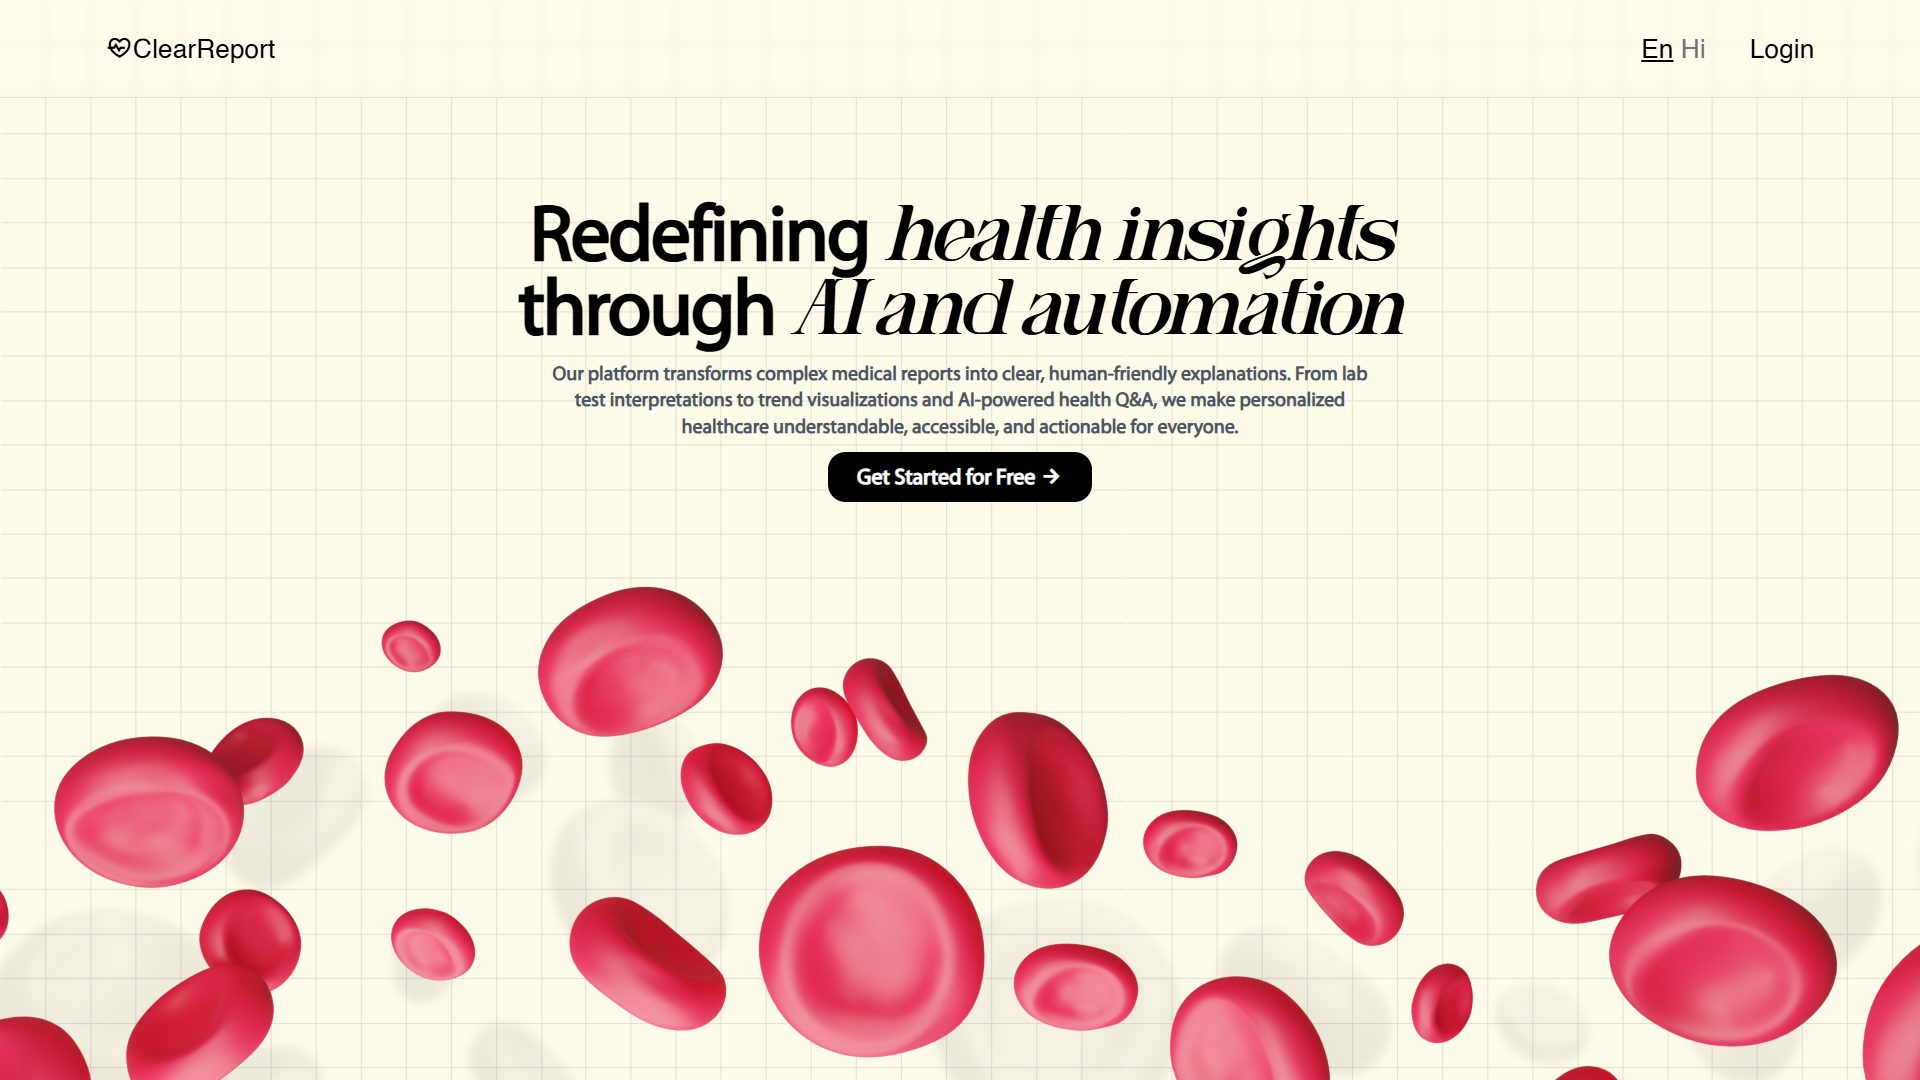 ClearReport
En Hi Login
Redefining health insights
through AI and automation
Our platform transforms complex medical reports into clear, human-friendly explanations. From lab
test interpretations to trend visualizations and AI-powered health Q&A, we make personalized
healthcare understandable, accessible, and actionable for everyone.
Get Started for Free →